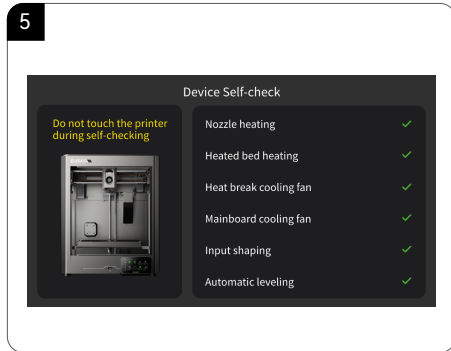 5
Device Self-check
Do not touch the printer
during self-checking
Nozzle heating
Heated bed heating
Heat break cooling fan
Mainboard cooling fan
Input shaping
Automatic leveling